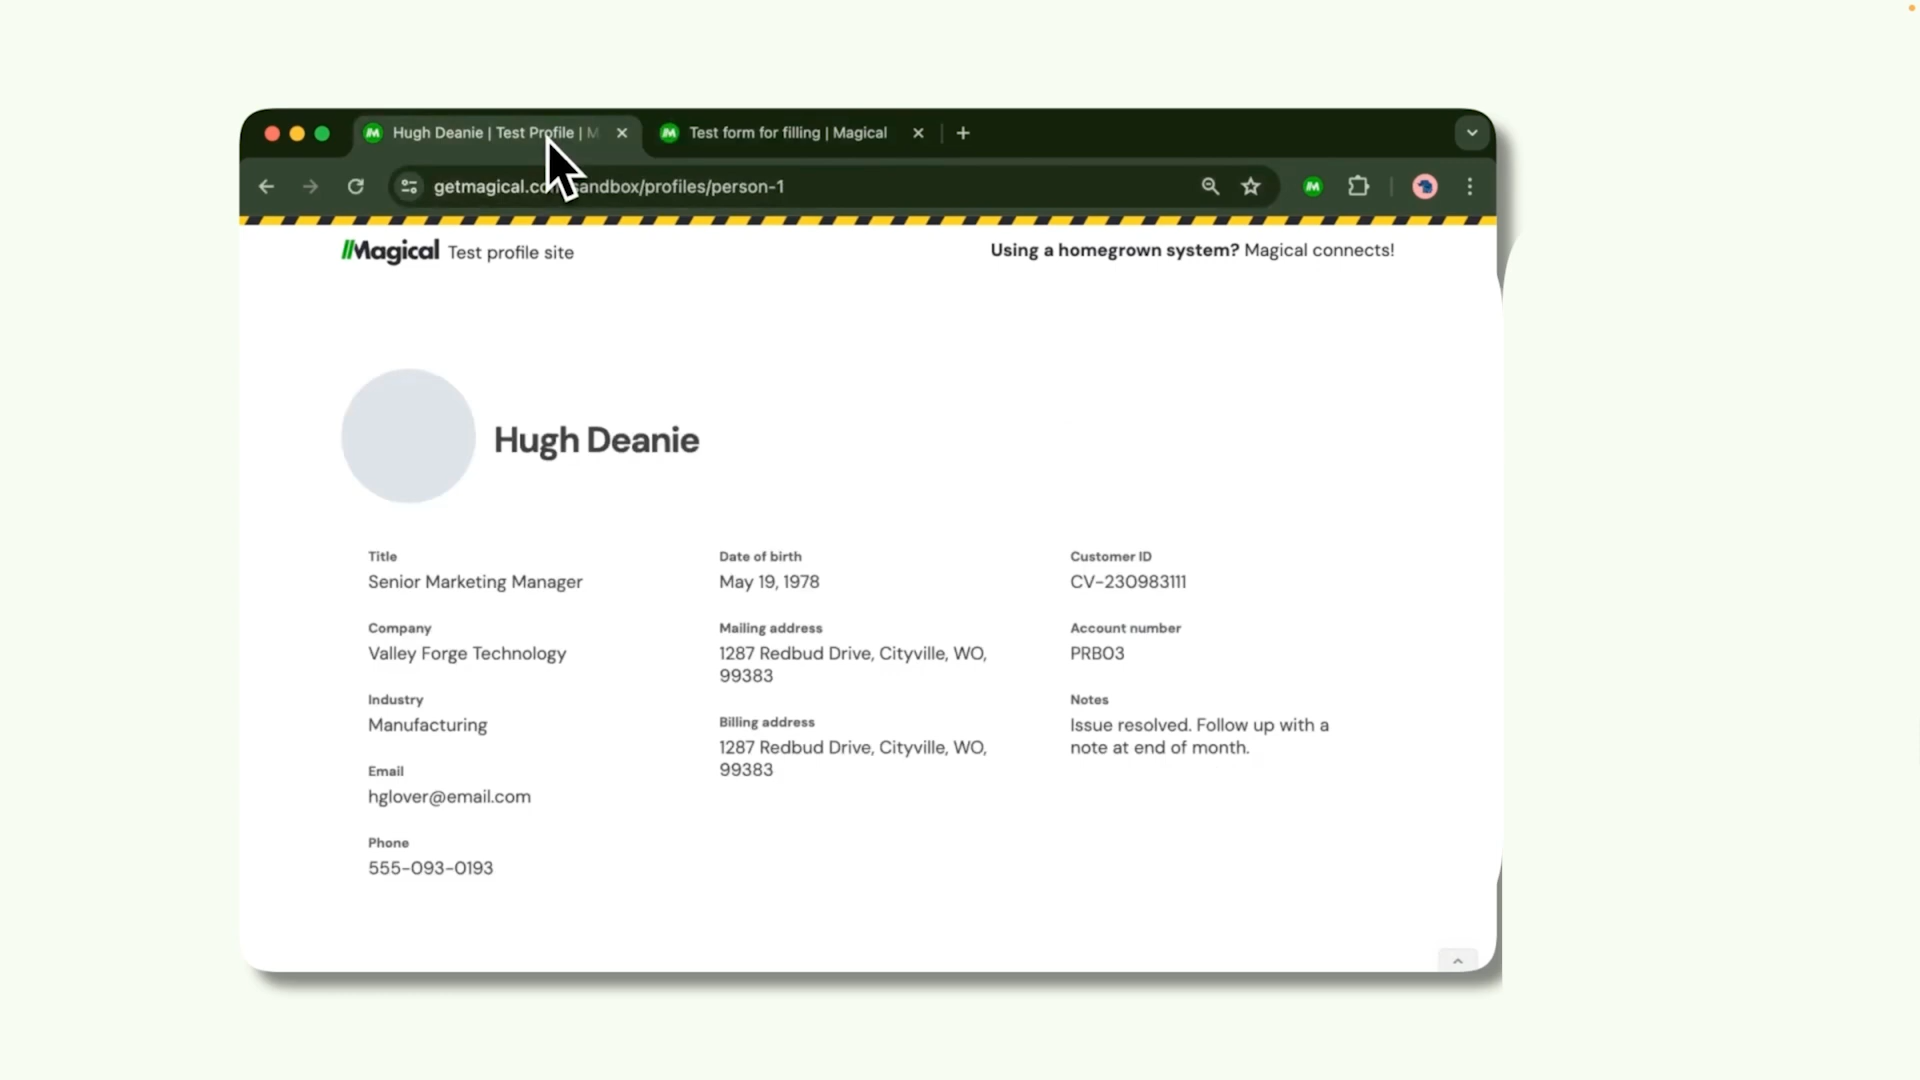 Hugh Deanie | Test Profile | M
Test form for filling | Magical
getmagical.co sandbox/profiles/person-1
Magical Test profile site
Using a homegrown system? Magical connects!
Hugh Deanie
Title
Senior Marketing Manager
Company
Valley Forge Technology
Industry
Manufacturing
Email
hglover@email.com
Phone
555-093-0193
Date of birth
May 19, 1978
Mailing address
1287 Redbud Drive, Cityville, WO,
99383
Billing address
1287 Redbud Drive, Cityville, WO,
99383
Customer ID
CV-230983111
Account number
PRB03
Notes
Issue resolved. Follow up with a
note at end of month.